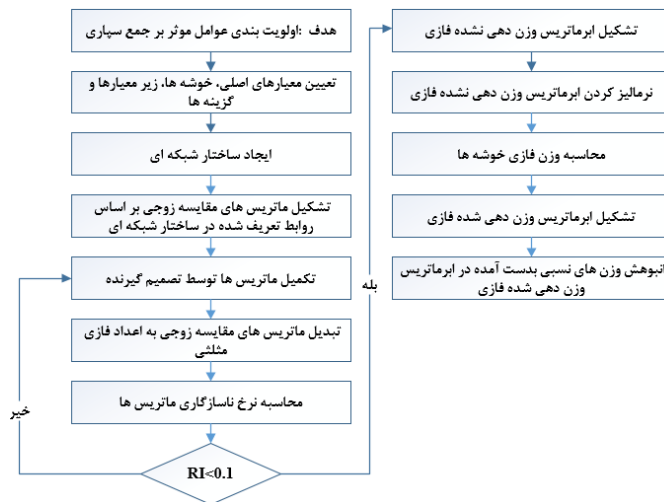 هدف :اولویت بندی عوامل موثر بر جمع سپاری
تعیین معیارهای اصلی، خوشه ها، زیر معیارها و
گزینه ها
ایجاد ساختار شبکه ای
تشکیل ماتریس های مقایسه زوجی بر اساس
روابط تعریف شده در ساختار شبکه ای
تکمیل ماتریس ها توسط تصمیم گیرنده
تبدیل ماتریس های مقایسه زوجی به اعداد فازی
مثلثی
محاسبه نرخ ناسازگاری ماتریس ها
RI<0.1
خیر
بله
تشکیل ابرماتریس وزن دهی نشده فازی
نرمالیز کردن ابرماتریس وزن دهی نشده فازی
محاسبه وزن فازی خوشه ها
تشکیل ابرماتریس وزن دهی شده فازی
انبوهش وزن های نسبی بدست آمده در ابرماتریس
وزن دهی شده فازی